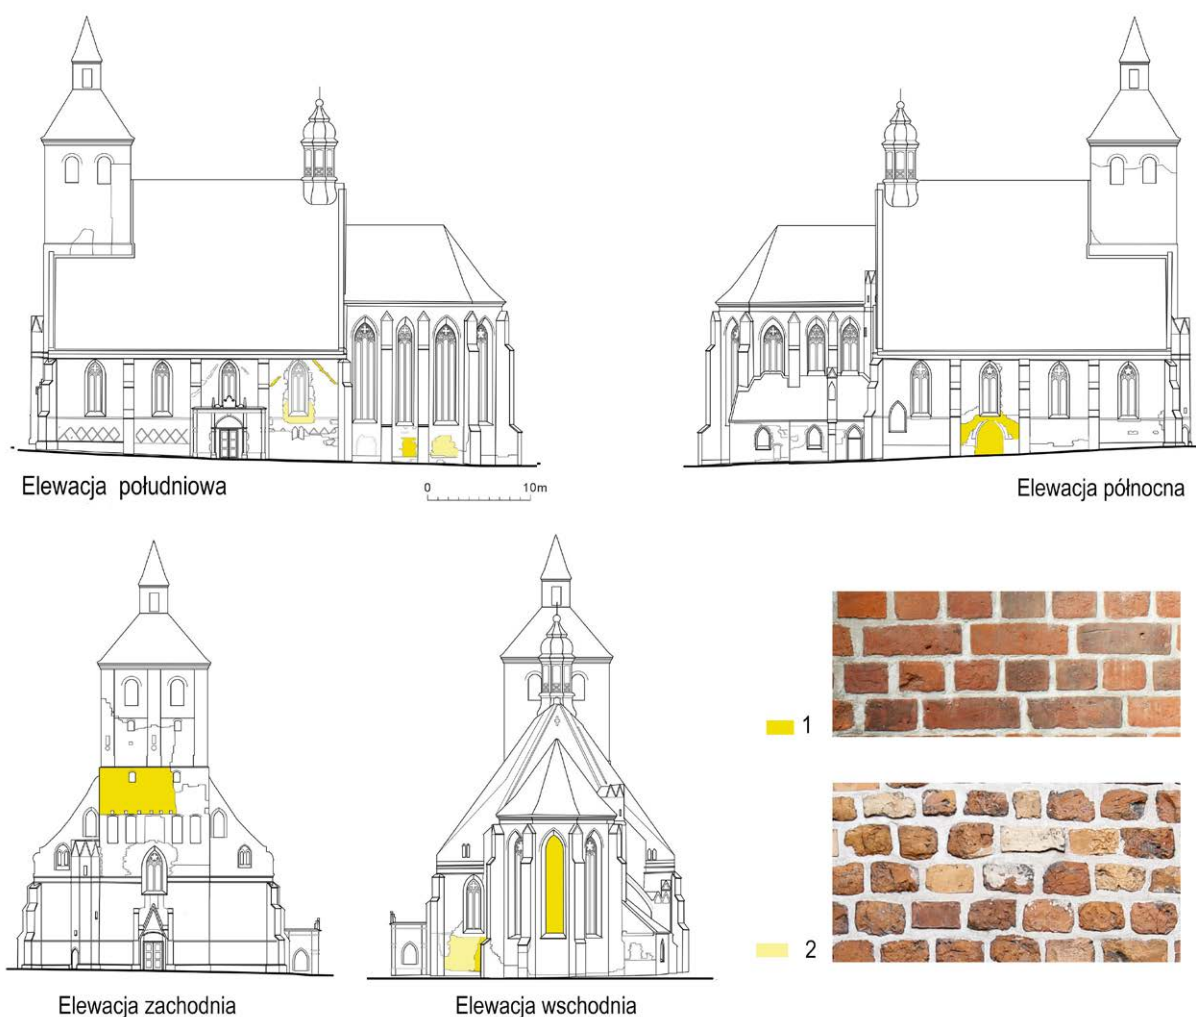 Elewacja południowa
0 10m
Elewacja północna
1
2
Elewacja zachodnia
Elewacja wschodnia